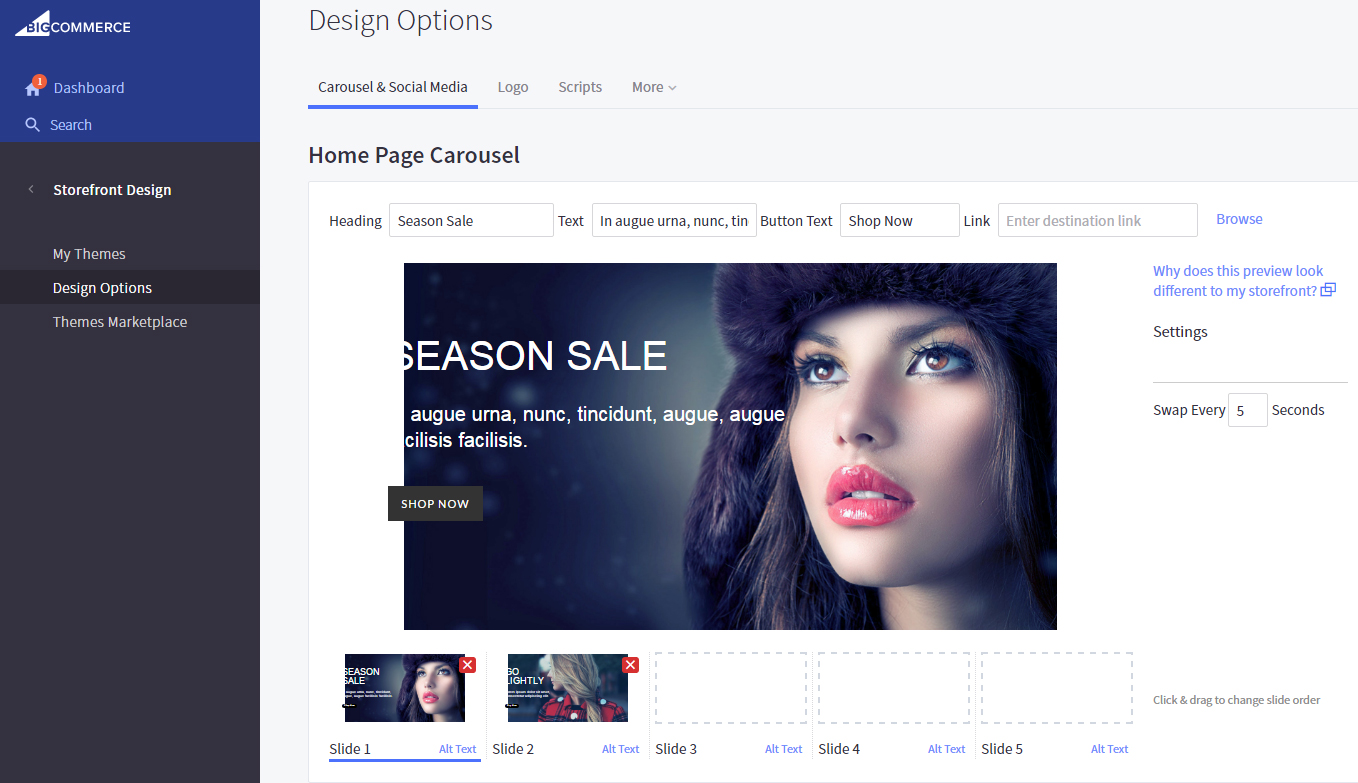 BIGCOMMERCE
1
Dashboard
Search
Storefront Design
My Themes
Design Options
Themes Marketplace
Design Options
Carousel & Social Media Logo Scripts More
Home Page Carousel
Heading Season Sale Text In augue urna, nunc, tin Button Text Shop Now Link Enter destination link Browse
Why does this preview look
different to my storefront?
Settings
Swap Every 5 Seconds
SEASON SALE
augue urna, nunc, tincidunt, augue, augue
cilisis facilisis.
SHOP NOW
SEASON
SALE
GO
LIGHTLY
Click & drag to change slide order
Slide 1 Alt Text Slide 2 Alt Text Slide 3 Alt Text Slide 4 Alt Text Slide 5 Alt Text